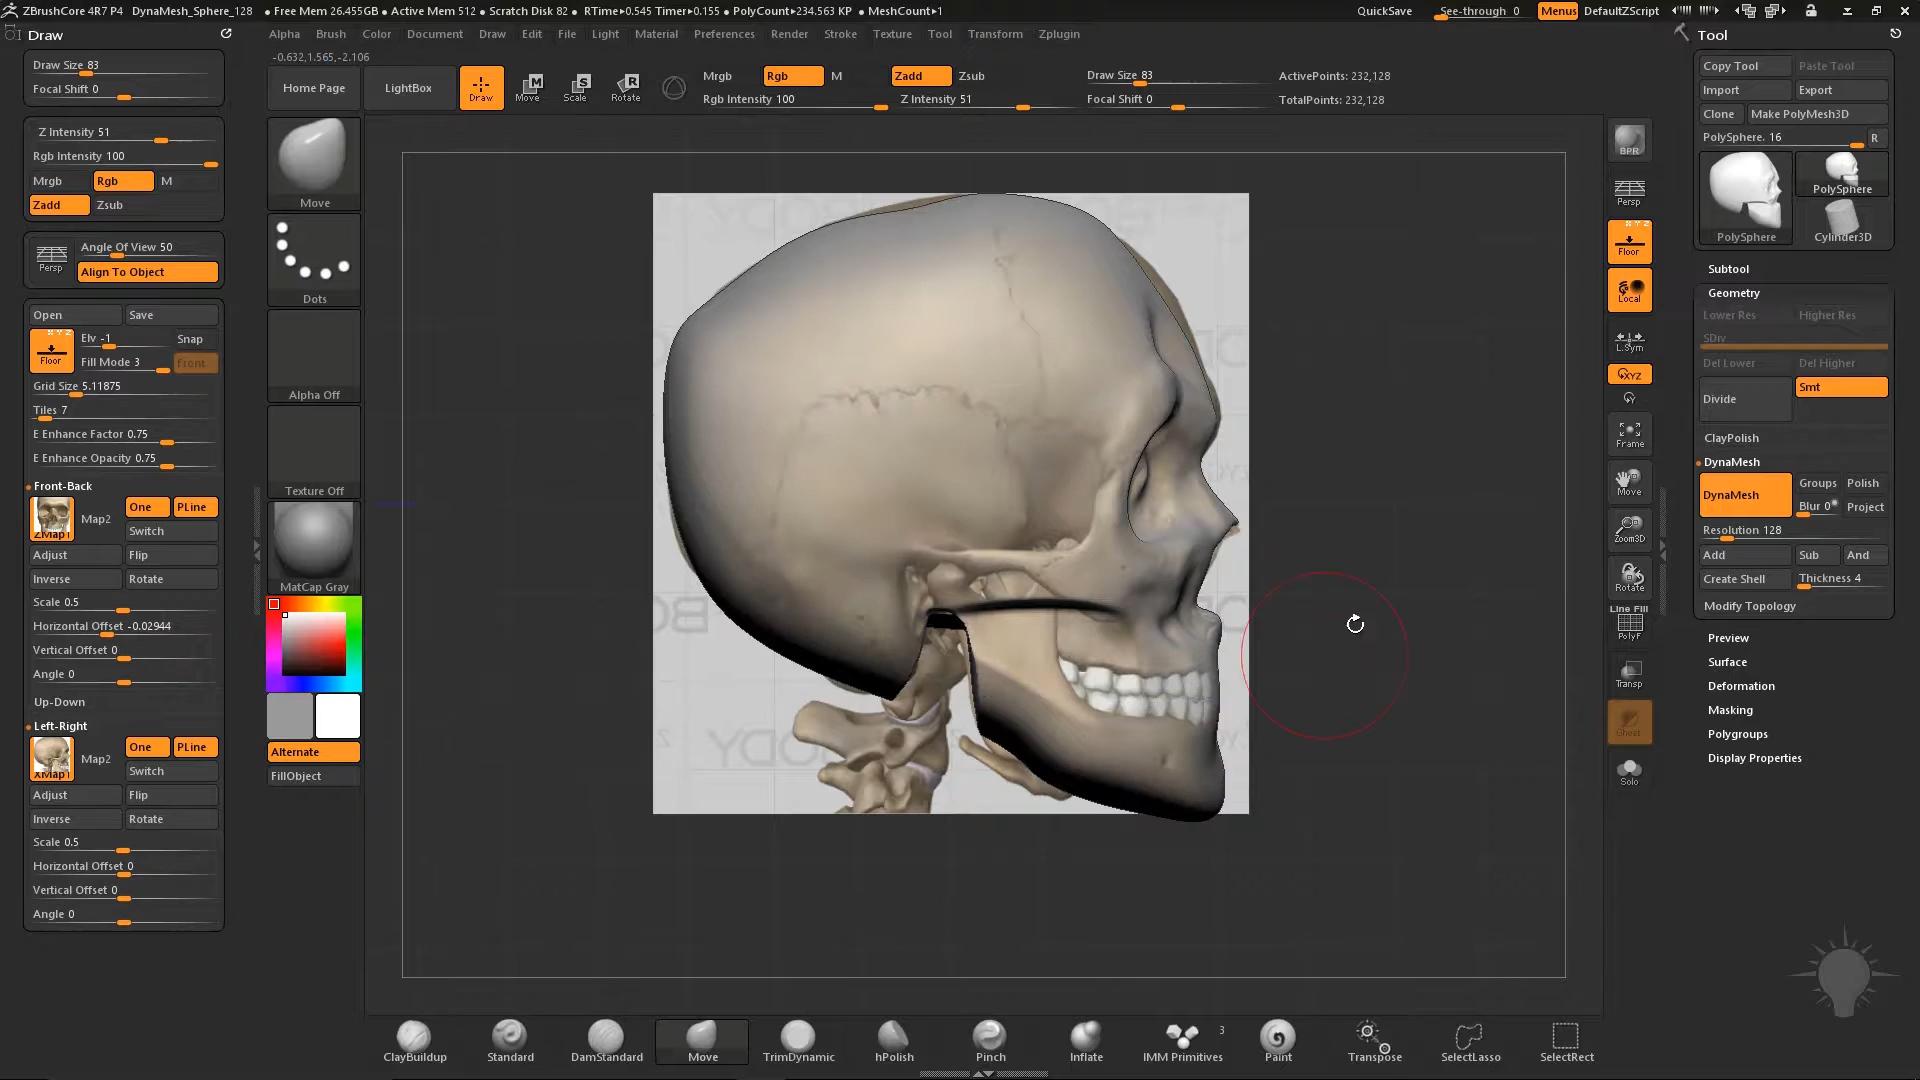 ZBrushCore 4R7 P4 DynaMesh_Sphere_128 ● Free Mem 26.455GB ● Active Mem 512 ● Scratch Disk 82 ● RTime▸0.545 Timer▸0.155 ● PolyCount▸234.563 KP ● MeshCount▸1 QuickSave See-through 0 Menus DefaultZScript
Draw
Alpha Brush Color Document Draw Edit File Light Material Preferences Render Stroke Texture Tool Transform Zplugin
Tool
-0.632,1.565,-2.106
Draw Size 83
Focal Shift 0
Z Intensity 51
Rgb Intensity 100
Mrgb Rgb M
Zadd Zsub
Persp
Angle Of View 50
Align To Object
Open Save
X Y Z
Floor
Elv -1 Snap
Fill Mode 3 Front
Grid Size 5.11875
Tiles 7
E Enhance Factor 0.75
E Enhance Opacity 0.75
Front-Back
ZMap1
Map2
One PLine
Switch
Adjust Flip
Inverse Rotate
Scale 0.5
Horizontal Offset -0.02944
Vertical Offset 0
Angle 0
Up-Down
Left-Right
XMap1
Map2
One PLine
Switch
Adjust Flip
Inverse Rotate
Scale 0.5
Horizontal Offset 0
Vertical Offset 0
Angle 0
Home Page LightBox Draw Move Scale Rotate
Mrgb Rgb M
Rgb Intensity 100
Zadd Zsub
Z Intensity 51
Draw Size 83
Focal Shift 0
ActivePoints: 232,128
TotalPoints: 232,128
Move
Dots
Alpha Off
Texture Off
MatCap Gray
Alternate
FillObject
BODY
BPR
Persp
X Y Z
Floor
Local
L.Sym
XYZ
Y
Frame
Move
Zoom3D
Rotate
Line Fill
PolyF
Transp
Ghost
Solo
Copy Tool Paste Tool
Import Export
Clone Make PolyMesh3D
PolySphere. 16 R
PolySphere
PolySphere
Cylinder3D
Subtool
Geometry
Lower Res Higher Res
SDiv
Del Lower Del Higher
Divide Smt
ClayPolish
DynaMesh
DynaMesh Groups Polish
Blur 0 Project
Resolution 128
Add Sub And
Create Shell Thickness 4
Modify Topology
Preview
Surface
Deformation
Masking
Polygroups
Display Properties
ClayBuildup Standard DamStandard Move TrimDynamic hPolish Pinch Inflate IMM Primitives 3 Paint Transpose SelectLasso SelectRect